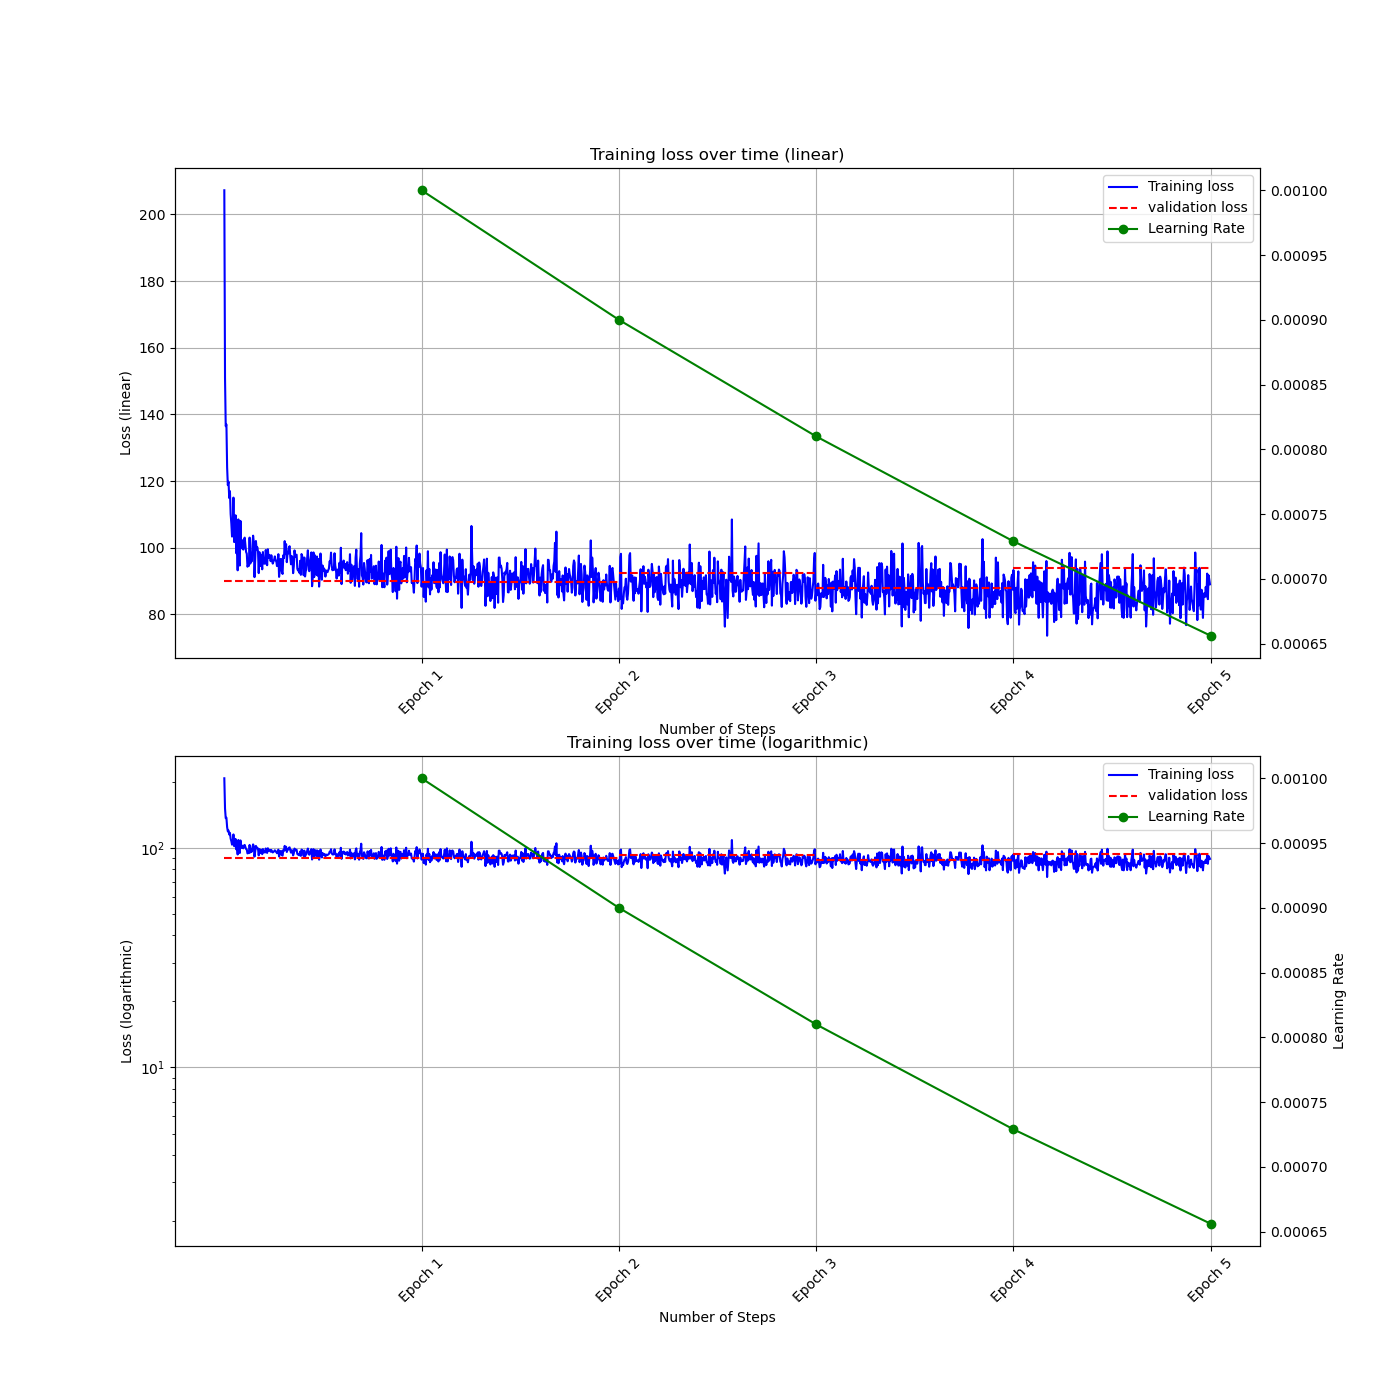 Training loss over time (linear)
Training loss
validation loss
Learning Rate
200
180
160
140
120
100
80
Loss (linear)
0.00100
0.00095
0.00090
0.00085
0.00080
0.00075
0.00070
0.00065
Epoch 1
Epoch 2
Epoch 3
Epoch 4
Epoch 5
Number of Steps
Training loss over time (logarithmic)
Training loss
validation loss
Learning Rate
10²
10¹
Loss (logarithmic)
0.00100
0.00095
0.00090
0.00085
0.00080
0.00075
0.00070
0.00065
Learning Rate
Epoch 1
Epoch 2
Epoch 3
Epoch 4
Epoch 5
Number of Steps